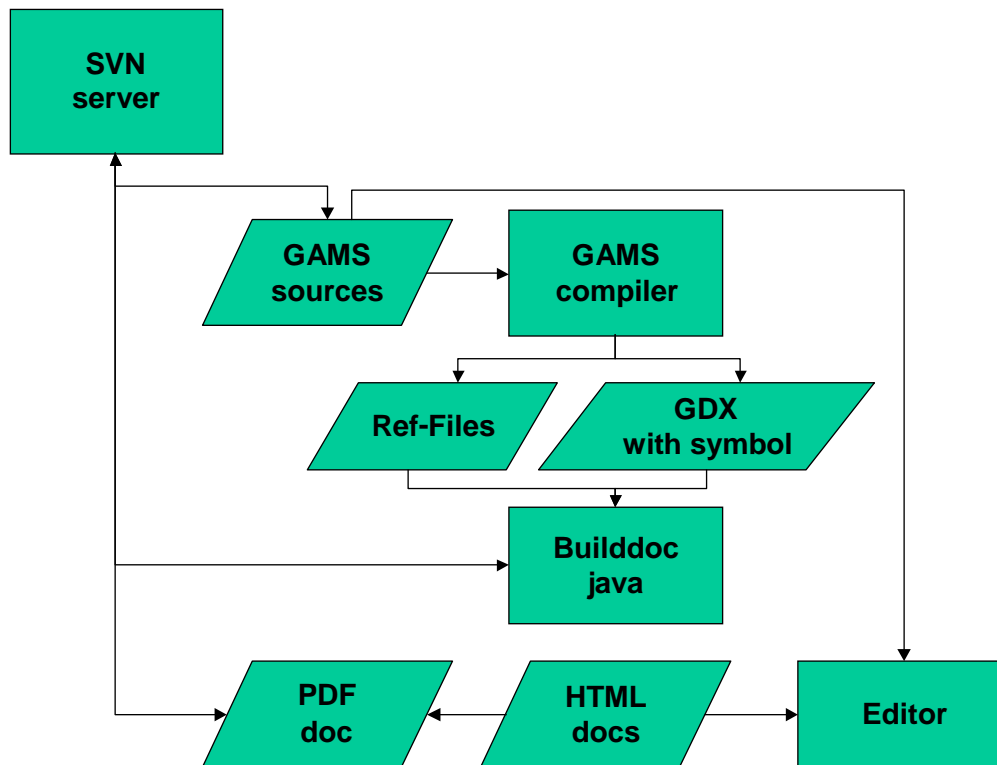 SVN
server
GAMS
sources
GAMS
compiler
Ref-Files
GDX
with symbol
Builddoc
java
PDF
doc
HTML
docs
Editor